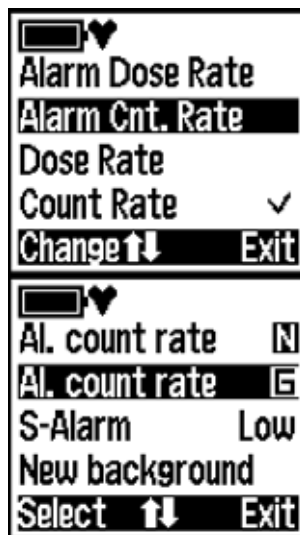 Alarm Dose Rate
Alarm Cnt. Rate
Dose Rate
Count Rate ✓
Change⬆⬇ Exit
Al. count rate N
Al. count rate G
S-Alarm Low
New background
Select ⬆⬇ Exit